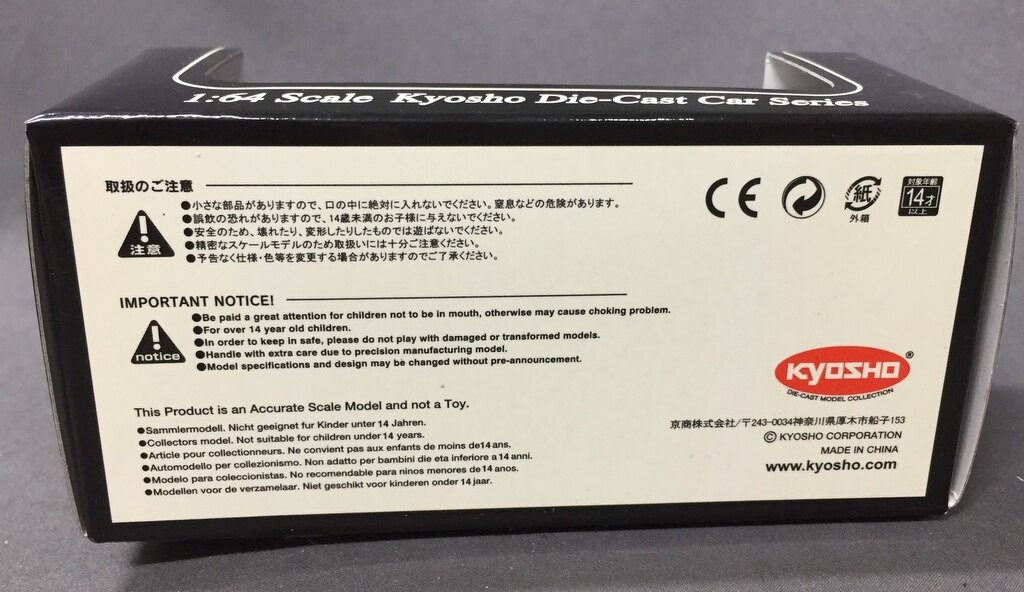 1:64 Scale Kyosho Die-Cast Car Series
取扱のご注意
注意
●小さな部品がありますので、口の中に絶対に入れないでください。窒息などの危険があります。
●誤飲の恐れがありますので、14歳未満のお子様に与えないでください。
●安全のため、壊れたり、変形したりしたものでは遊ばないでください。
●精密なスケールモデルのため取扱いには十分ご注意ください。
●予告なく仕様・色等を変更する場合がありますのでご了承ください。
CE
紙
外箱
対象年齢
14才
以上
IMPORTANT NOTICE!
notice
●Be paid a great attention for children not to be in mouth, otherwise may cause choking problem.
●For over 14 year old children.
●In order to keep in safe, please do not play with damaged or transformed models.
●Handle with extra care due to precision manufacturing model.
●Model specifications and design may be changed without pre-announcement.
This Product is an Accurate Scale Model and not a Toy.
●Sammlermodell. Nicht geeignet fur Kinder unter 14 Jahren.
●Collectors model. Not suitable for children under 14 years.
●Article pour collectionneurs. Ne convient pas aux enfants de moins de14 ans.
●Automodello per collezionismo. Non adatto per bambini die eta inferiore a 14 anni.
●Modelo para coleccionistas. No recomendable para ninos menores de 14 anos.
●Modellen voor de verzamelaar. Niet geschikt voor kinderen onder 14 jaar.
KYOSHO®
DIE-CAST MODEL COLLECTION
京商株式会社/〒243-0034神奈川県厚木市船子153
©KYOSHO CORPORATION
MADE IN CHINA
www.kyosho.com